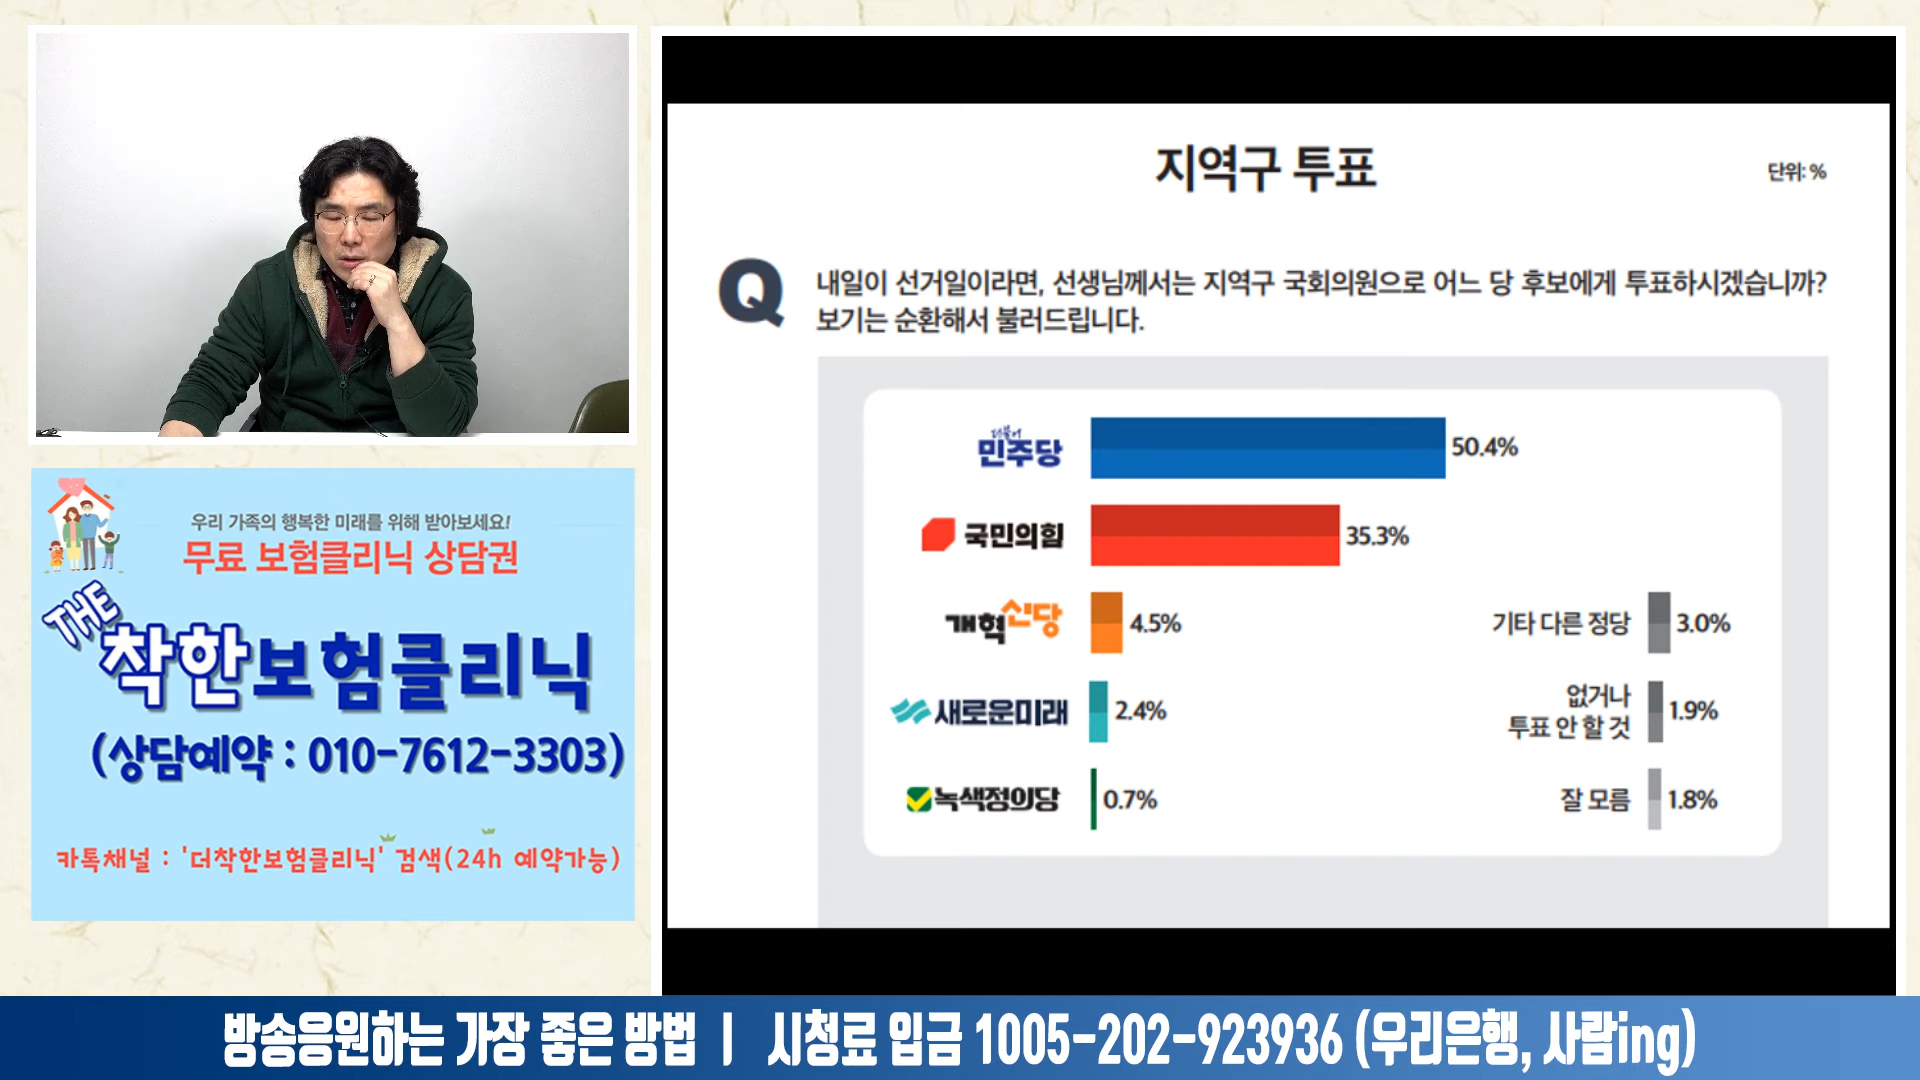 우리 가족의 행복한 미래를 위해 받아보세요!
무료 보험클리닉 상담권
THE
착한보험클리닉
(상담예약 : 010-7612-3303)
카톡채널 : '더착한보험클리닉' 검색(24h 예약가능)
지역구 투표
단위: %
Q
내일이 선거일이라면, 선생님께서는 지역구 국회의원으로 어느 당 후보에게 투표하시겠습니까?
보기는 순환해서 불러드립니다.
더불어
민주당 50.4%
국민의힘 35.3%
개혁신당 4.5%
기타 다른 정당 3.0%
새로운미래 2.4%
없거나
투표 안 할 것 1.9%
녹색정의당 0.7%
잘 모름 1.8%
방송응원하는 가장 좋은 방법 ㅣ 시청료 입금 1005-202-923936 (우리은행, 사람ing)